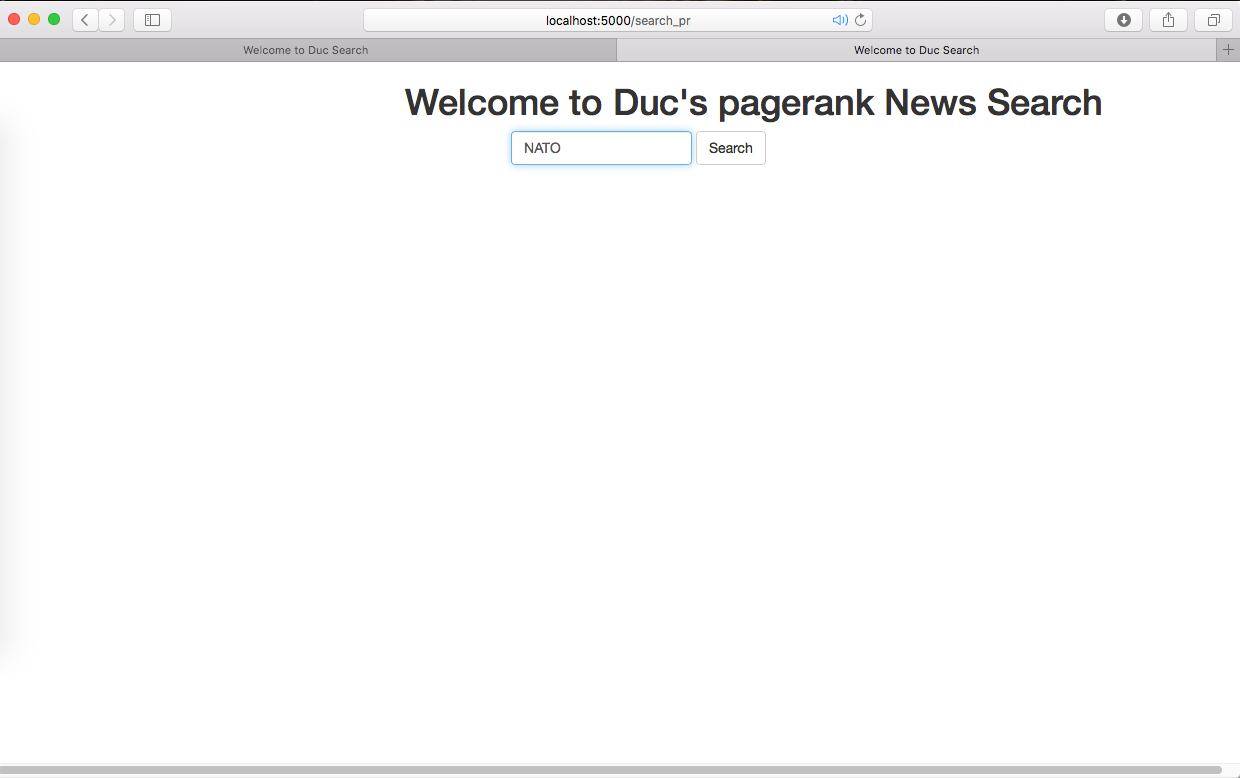 localhost:5000/search_pr
Welcome to Duc Search
Welcome to Duc Search
Welcome to Duc's pagerank News Search
NATO
Search